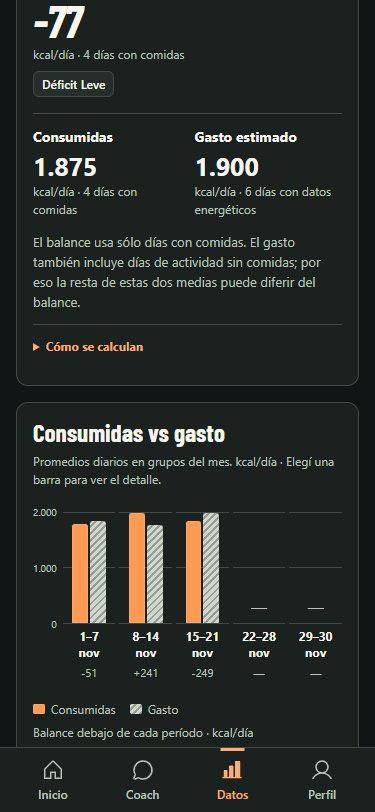 -77
kcal/día · 4 días con comidas
Déficit Leve
Consumidas
1.875
kcal/día · 4 días con
comidas
Gasto estimado
1.900
kcal/día · 6 días con datos
energéticos
El balance usa sólo días con comidas. El gasto
también incluye días de actividad sin comidas; por
eso la resta de estas dos medias puede diferir del
balance.
▶ Cómo se calculan
Consumidas vs gasto
Promedios diarios en grupos del mes. kcal/día · Elegí una
barra para ver el detalle.
2.000
1.000
0
1–7
nov
8–14
nov
15–21
nov
22–28
nov
29–30
nov
-51
+241
-249
—
—
Consumidas
Gasto
Balance debajo de cada período · kcal/día
Inicio
Coach
Datos
Perfil